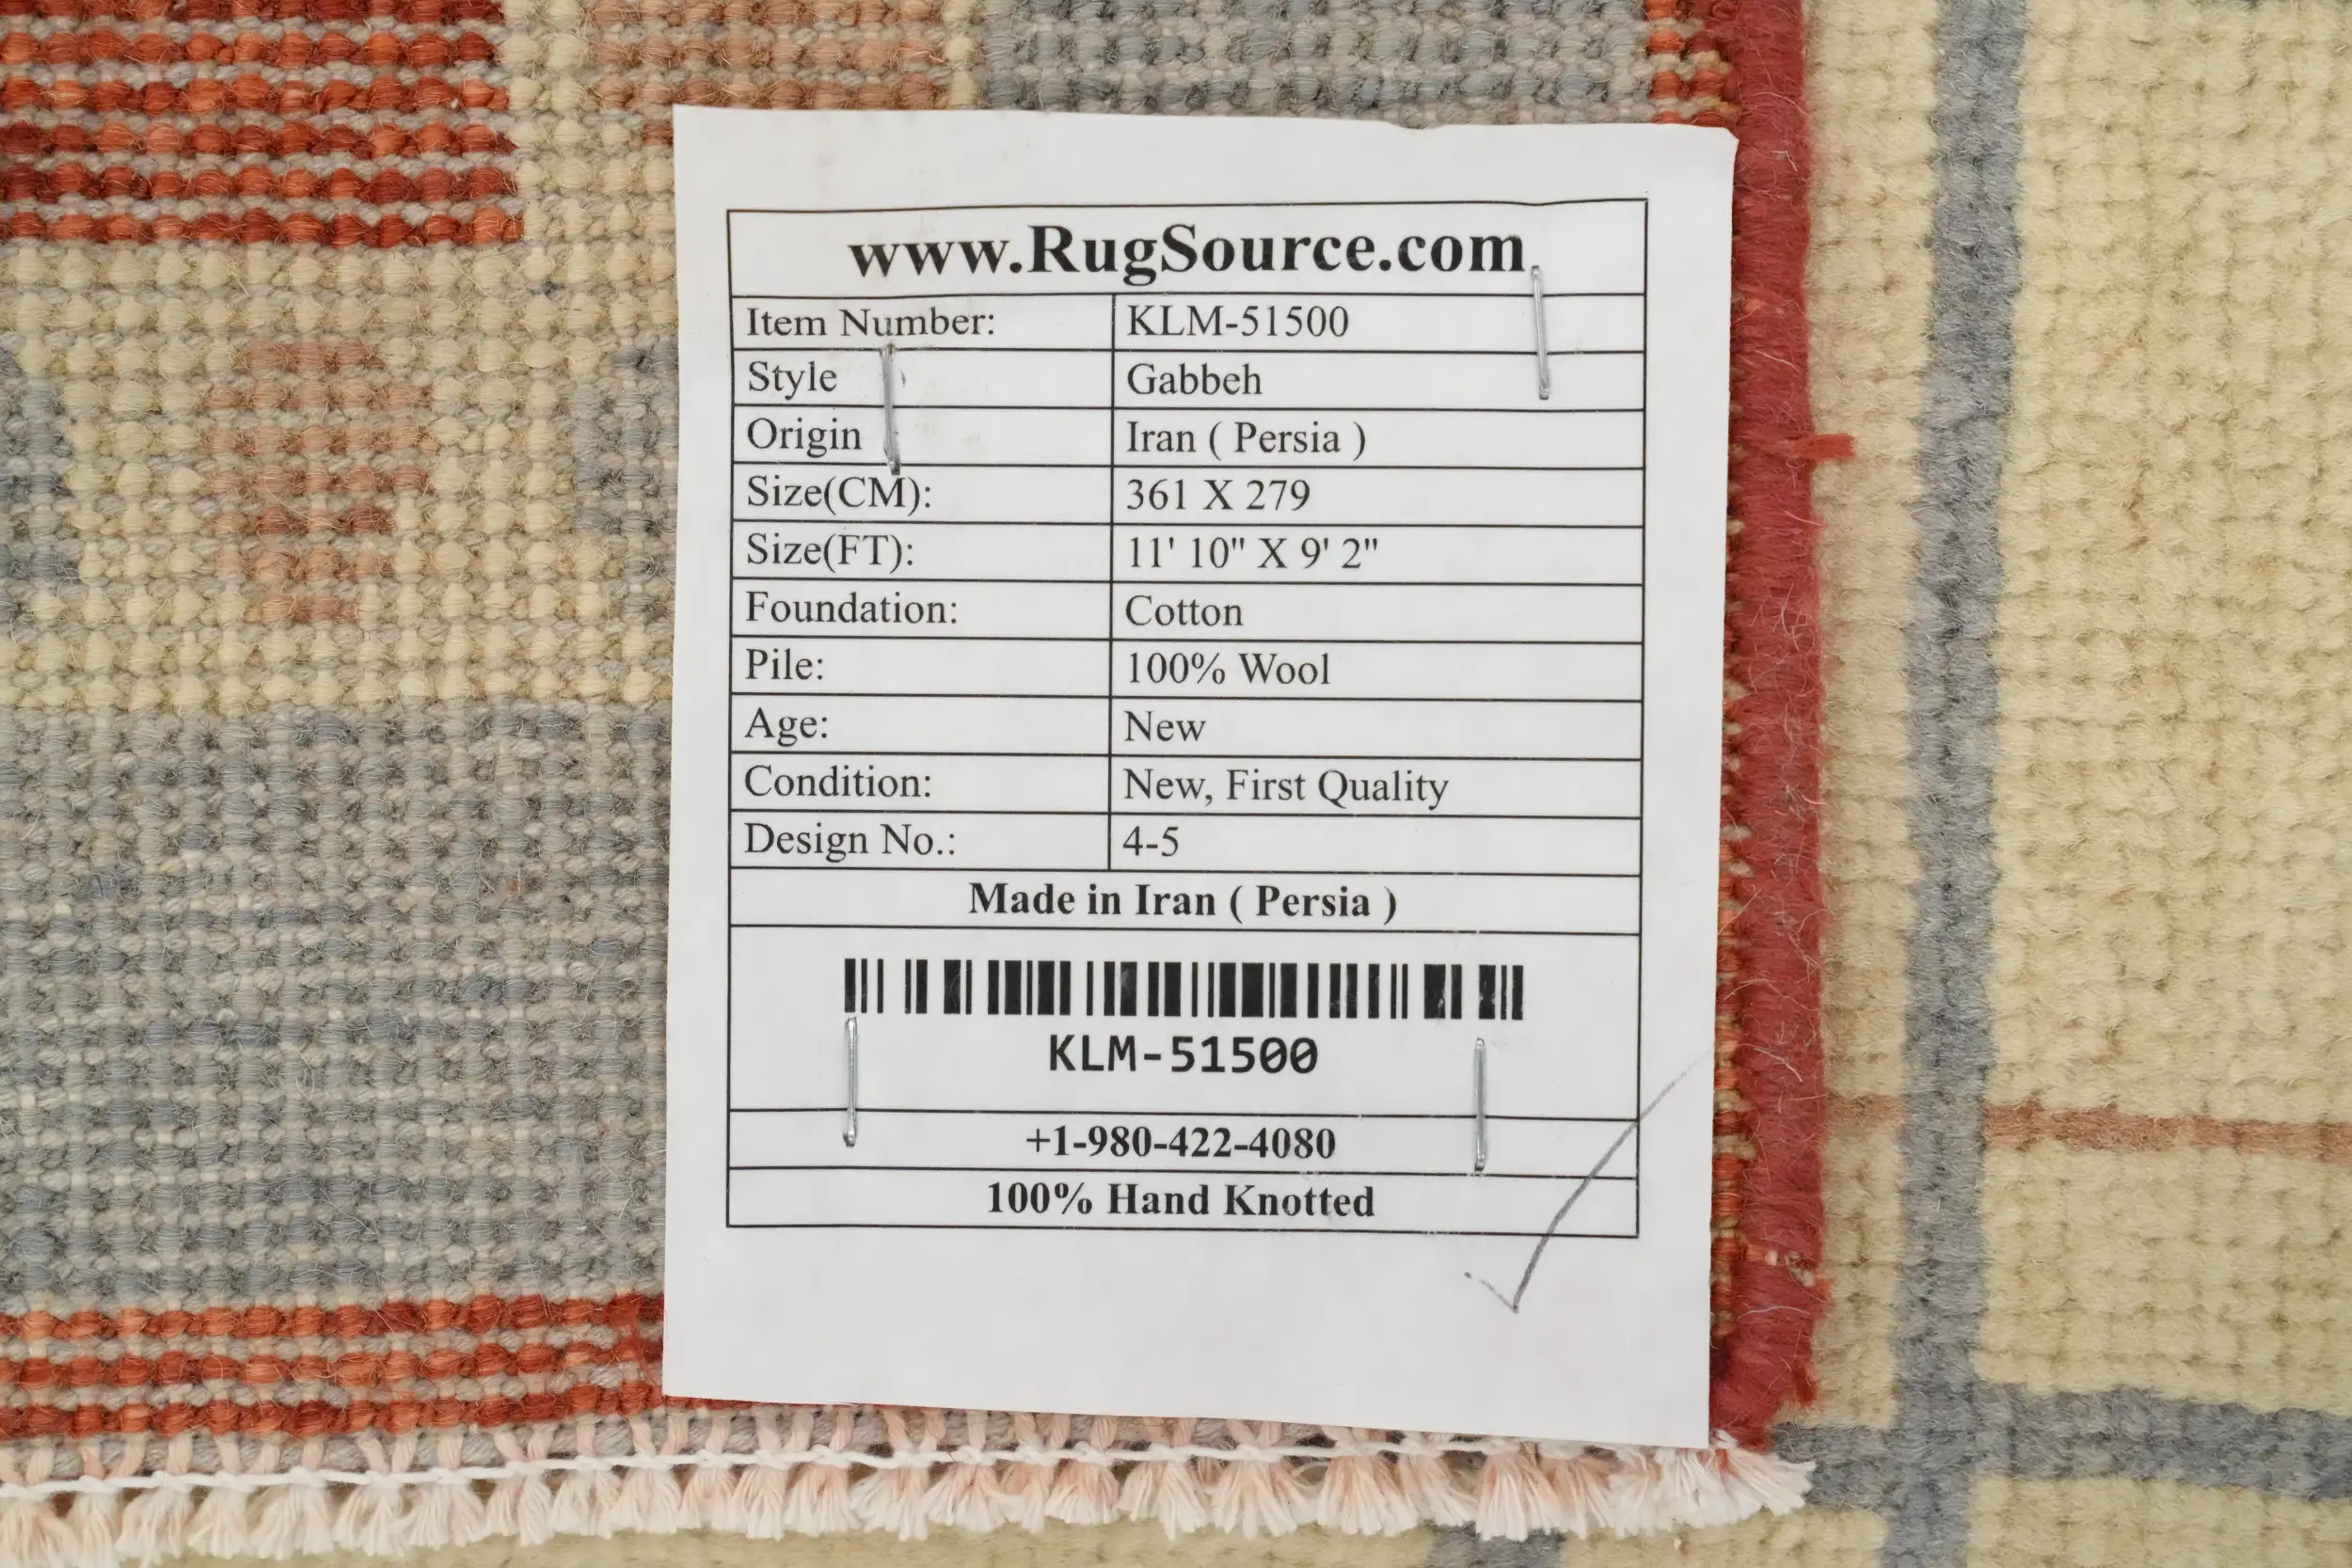 www.RugSource.com
Item Number: KLM-51500
Style Gabbeh
Origin Iran ( Persia )
Size(CM): 361 X 279
Size(FT): 11' 10" X 9' 2"
Foundation: Cotton
Pile: 100% Wool
Age: New
Condition: New, First Quality
Design No.: 4-5
Made in Iran ( Persia )
KLM-51500
+1-980-422-4080
100% Hand Knotted